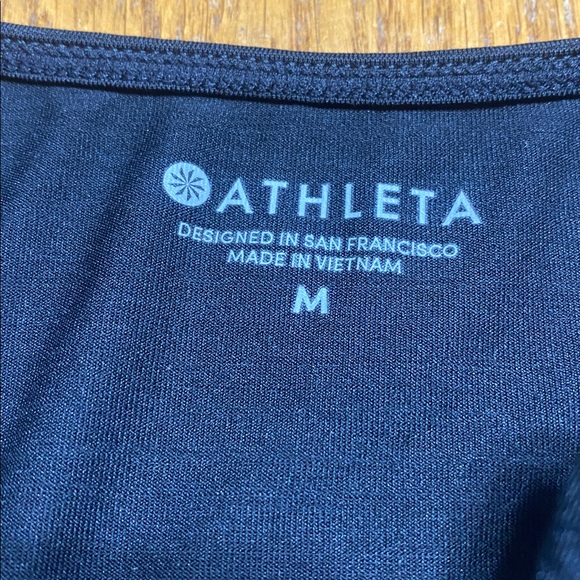 ATHLETA
DESIGNED IN SAN FRANCISCO
MADE IN VIETNAM
M